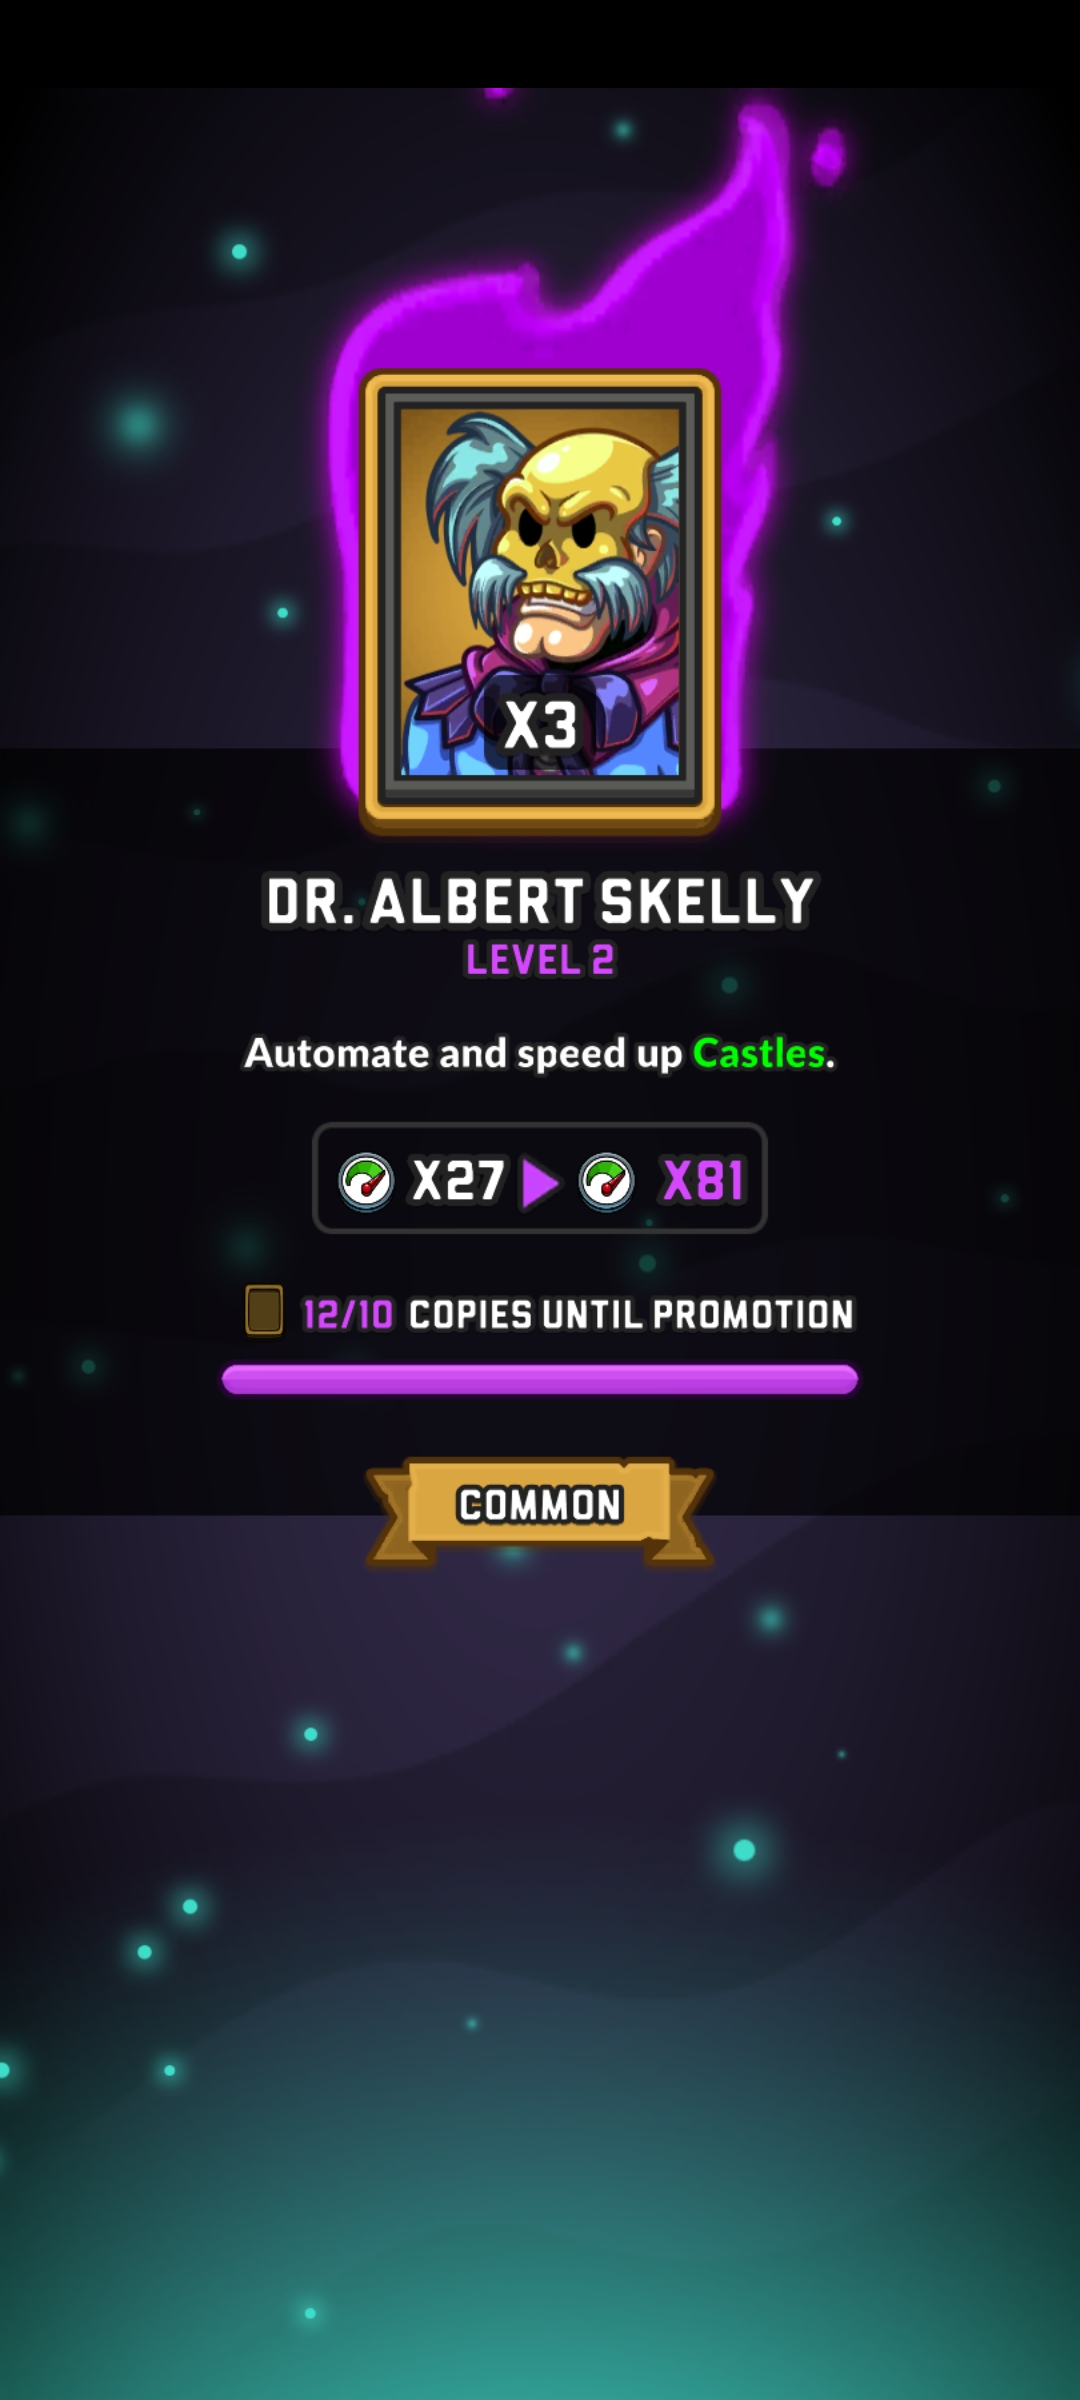 X3
DR. ALBERT SKELLY
LEVEL 2
Automate and speed up Castles.
X27 X81
12/10 COPIES UNTIL PROMOTION
COMMON